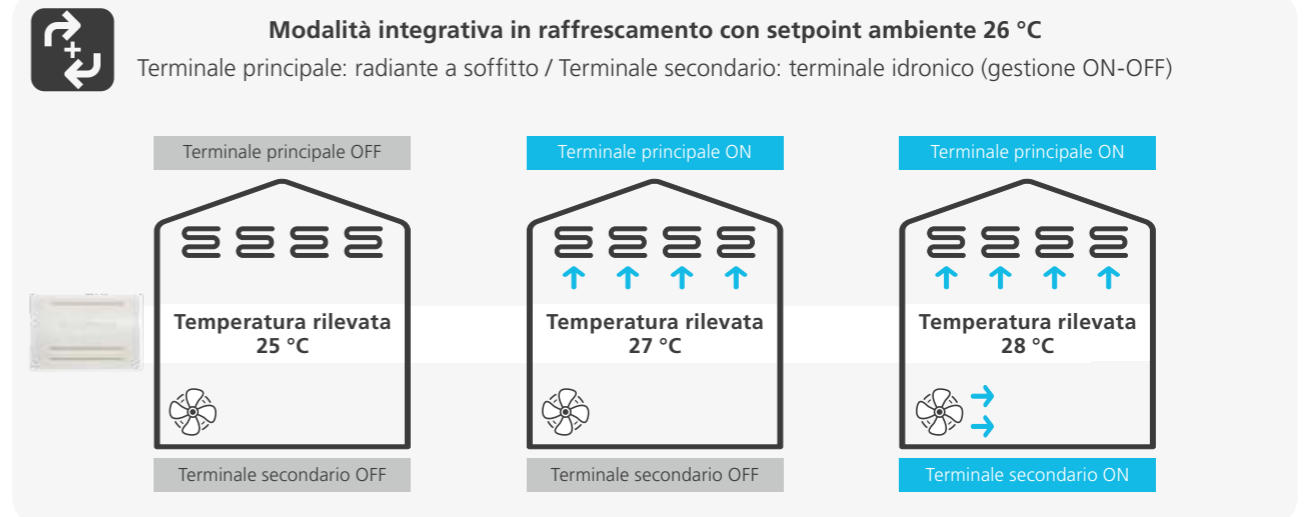 Modalità integrativa in raffrescamento con setpoint ambiente 26 °C
Terminale principale: radiante a soffitto / Terminale secondario: terminale idronico (gestione ON-OFF)
Terminale principale OFF
Terminale principale ON
Terminale principale ON
Temperatura rilevata
25 °C
Temperatura rilevata
27 °C
Temperatura rilevata
28 °C
Terminale secondario OFF
Terminale secondario OFF
Terminale secondario ON